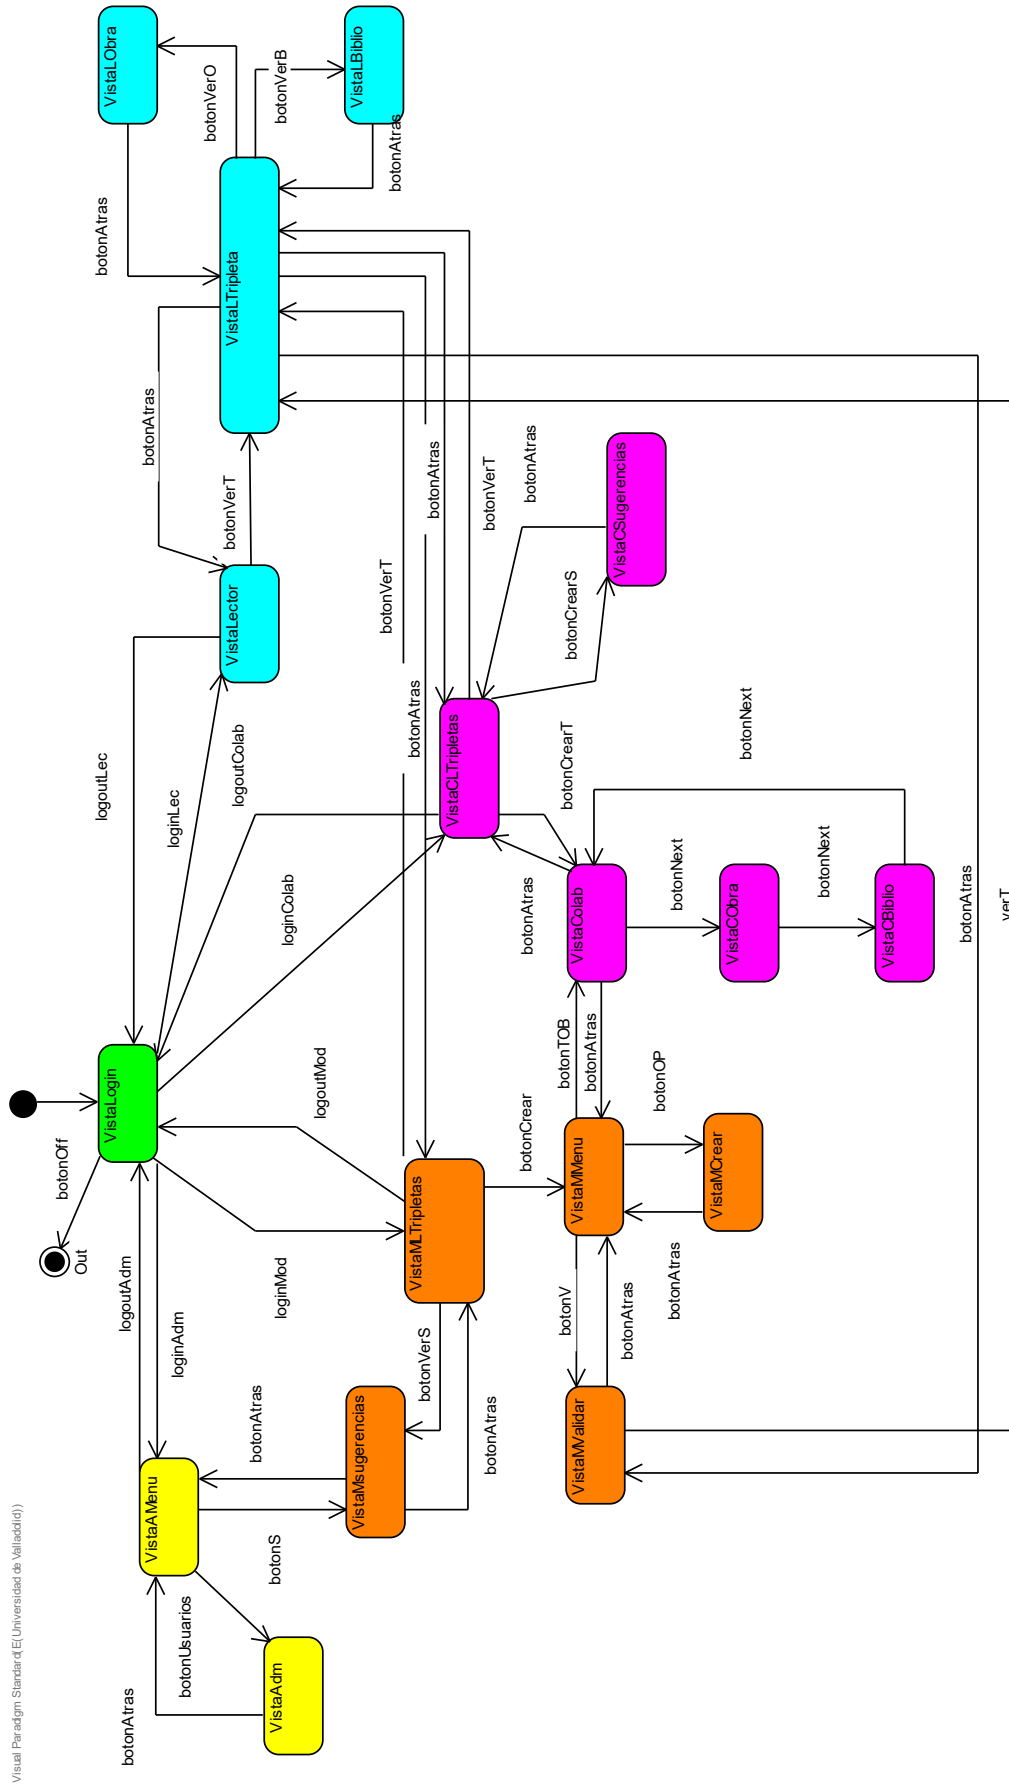 VistaLObra
botonVerO
botonVerB
VistaLBiblio
botonAtras
botonAtras
VistaLTripleta
botonAtras
botonVerT
botonAtras
botonVerT
botonAtras
VistaCSugerencias
botonCrearS
botonVerT
VistaLector
botonAtras
logoutLec
loginLec
logoutColab
VistaCLTripletas
botonCrearT
botonNext
loginColab
botonAtras
VistaColab
botonNext
VistaCObra
botonNext
VistaCBiblio
botonAtras
verT
VistaLogin
botonOff
Out
logoutMod
botonTOB
botonAtras
botonOP
botonCrear
VistaMMenu
VistaMCrear
VistaMLTripletas
logoutAdm
loginAdm
loginMod
botonV
botonAtras
botonAtras
botonVerS
botonAtras
VistaMsugerencias
botonAtras
VistaMValidar
VistaAMenu
botonS
botonUsuarios
VistaAdm
botonAtras
Visual Paradigm Standard(E(Universidad de Valladolid))